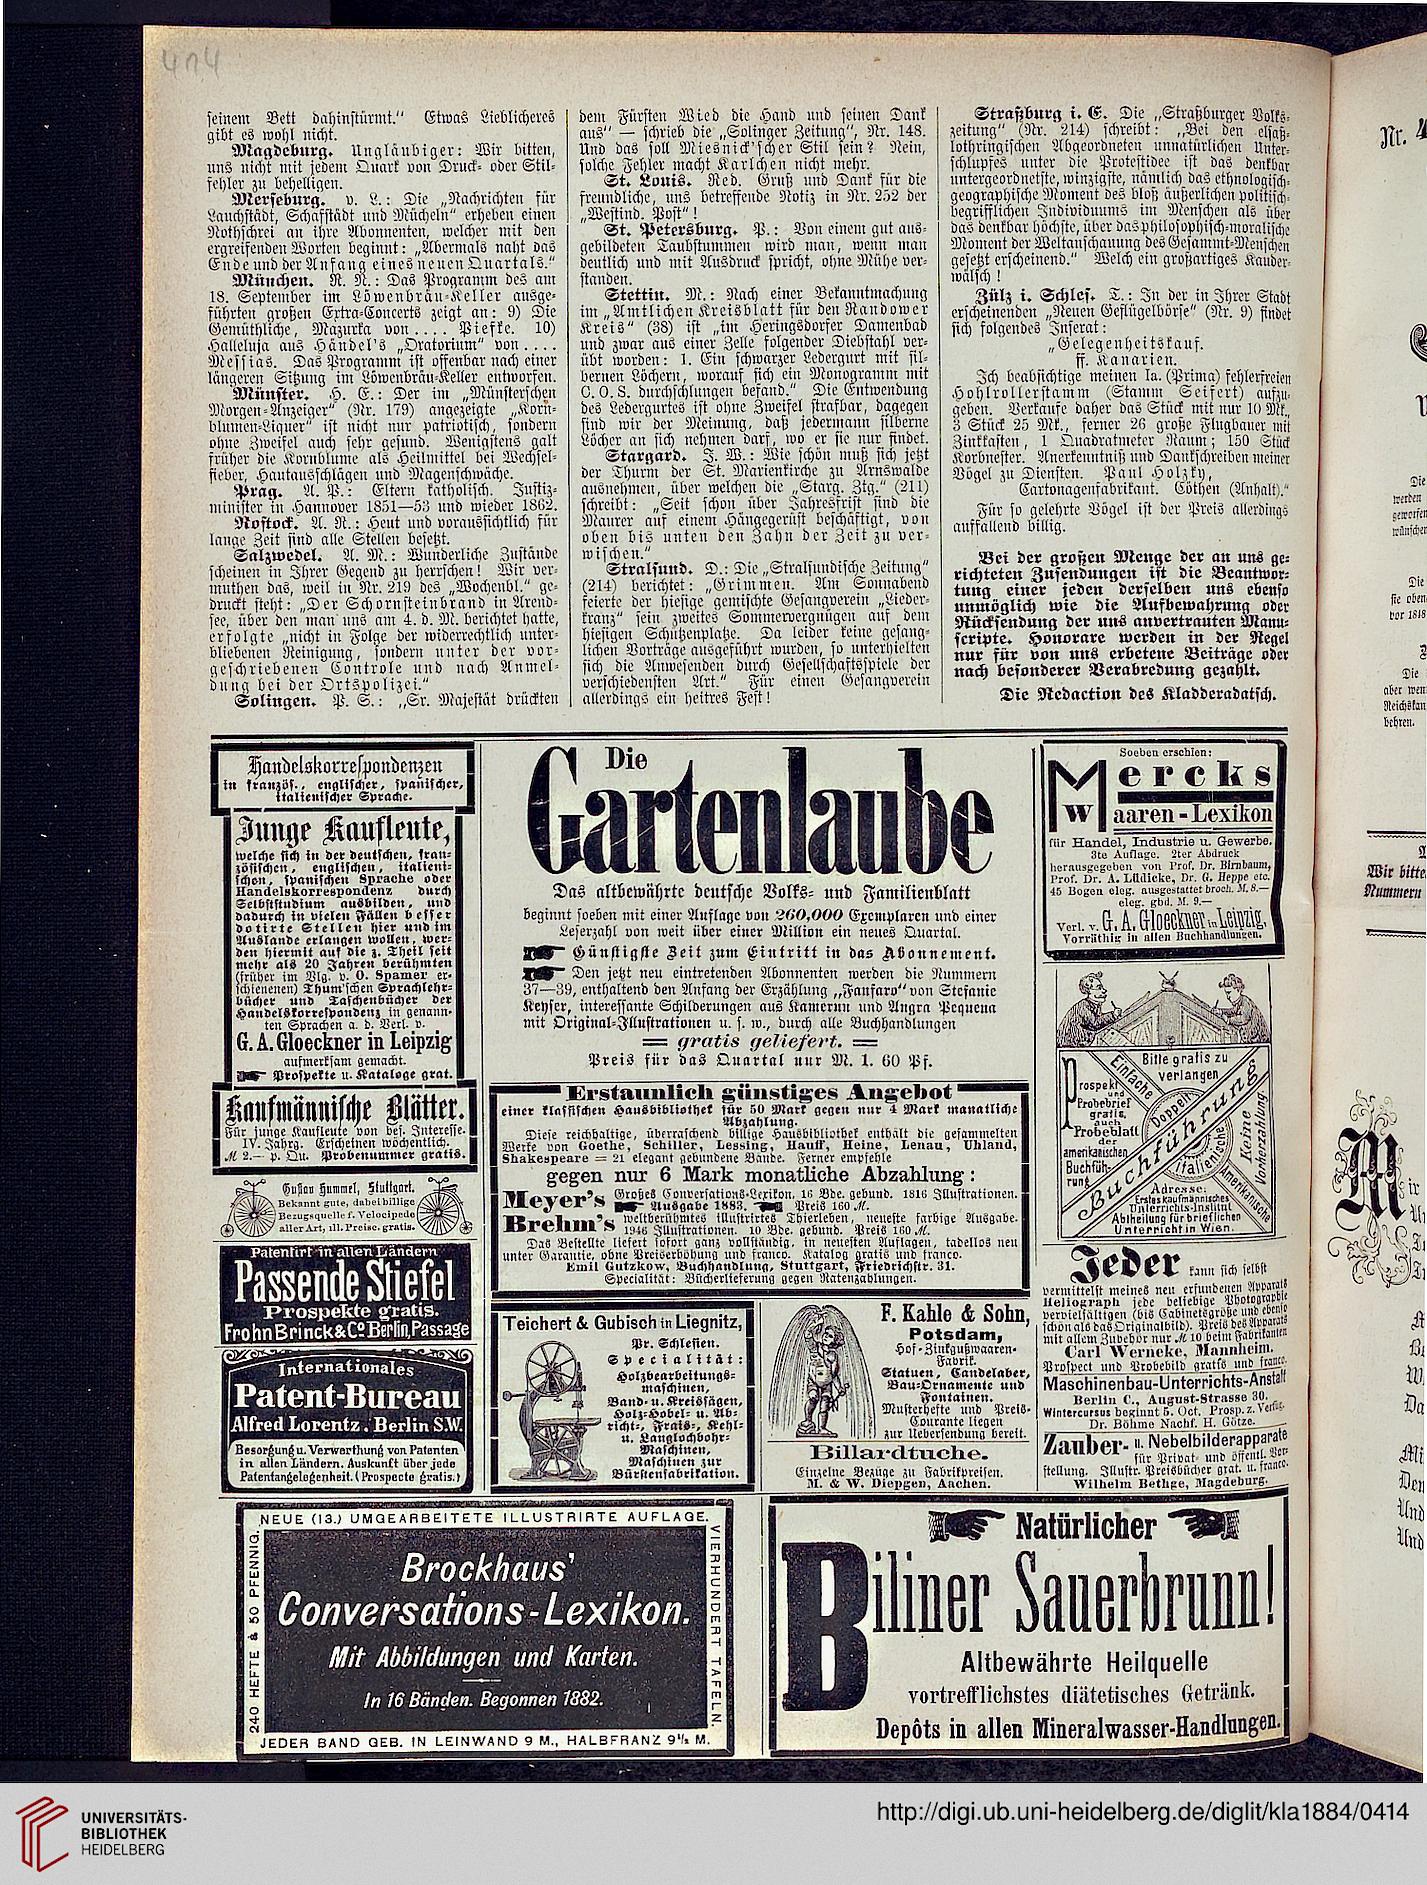 414
seinem Bett dahinstürmt.“ Etwas Lieblicheres
gibt es wohl nicht.
Magdeburg. Ungläubiger: Wir bitten,
uns nicht mit jedem Quark von Druck- oder Stil-
fehler zu behelligen.
Merseburg. v. L.: Die „Nachrichten für
Lauchstädt, Schafstädt und Mücheln“ erheben einen
Nothschrei an ihre Abonnenten, welcher mit den
ergreifenden Worten beginnt: „Abermals naht das
Ende und der Anfang eines neuen Quartals.“
München. N. N.: Das Programm des am
18. September im Löwenbräu-Keller ausge-
führten großen Extra-Concerts zeigt an: 9) Die
Gemüthliche, Mazurka von .... Piefke. 10)
Halleluja aus Händel's „Oratorium“ von ....
Messias. Das Programm ist offenbar nach einer
längeren Sitzung im Löwenbräu-Keller entworfen.
Münster. H. E.: Der im „Münsterschen
Morgen-Anzeiger“ (Nr. 179) angezeigte „Korn-
blumen-Liquer“ ist nicht nur patriotisch, sondern
ohne Zweifel auch sehr gesund. Wenigstens galt
früher die Kornblume als Heilmittel bei Wechsel-
fieber, Hautausschlägen und Magenschwäche.
Prag. A. P.: Eltern katholisch. Justiz-
minister in Hannover 1851—53 und wieder 1862.
Rostock. A. R.: Heut und voraussichtlich für
lange Zeit sind alle Stellen besetzt.
Salzwedel. A. M.: Wunderliche Zustände
scheinen in Ihrer Gegend zu herrschen! Wir ver-
muthen das, weil in Nr. 219 des „Wochenbl.“ ge-
druckt steht: „Der Schornsteinbrand in Arend-
see, über den man uns am 4. d. M. berichtet hatte,
erfolgte „nicht in Folge der widerrechtlich unter-
bliebenen Reinigung, sondern unter der vor-
geschriebenen Controle und nach Anmel-
dung bei der Ortspolizei.“
Solingen. P. S.: „Sr. Majestät drückten
dem Fürsten Wied die Hand und seinen Dank
aus“ — schrieb die „Solinger Zeitung“, Nr. 148.
Und das soll Miesnick'scher Stil sein? Nein,
solche Fehler macht Karlchen nicht mehr.
St. Louis. Red. Gruß und Dank für die
freundliche, uns betreffende Notiz in Nr. 252 der
„Westind. Post“!
St. Petersburg. P.: Von einem gut aus-
gebildeten Taubstummen wird man, wenn man
deutlich und mit Ausdruck spricht, ohne Mühe ver-
standen.
Stettin. M.: Nach einer Bekanntmachung
im „Amtlichen Kreisblatt für den Randower
Kreis“ (38) ist „im Heringsdorfer Damenbad
und zwar aus einer Zelle folgender Diebstahl ver-
übt worden: 1. Ein schwarzer Ledergurt mit sil-
bernen Löchern, worauf sich ein Monogramm mit
C. O. S. durchschlungen befand.“ Die Entwendung
des Ledergurtes ist ohne Zweifel strafbar, dagegen
sind wir der Meinung, daß jedermann silberne
Löcher an sich nehmen darf, wo er sie nur findet.
Stargard. J. W.: Wie schön muß sich jetzt
der Thurm der St. Marienkirche zu Arnswalde
ausnehmen, über welchen die „Starg. Ztg.“ (211)
schreibt: „Seit schon über Jahresfrist sind die
Maurer auf einem Hängegerüst beschäftigt, von
oben bis unten den Zahn der Zeit zu ver-
wischen.“
Stralsund. D.: Die „Stralsundische Zeitung“
(214) berichtet: „Grimmen. Am Sonnabend
feierte der hiesige gemischte Gesangverein „Lieder-
kranz“ sein zweites Sommervergnügen auf dem
hiesigen Schützenplatze. Da leider keine gesang-
lichen Vorträge ausgeführt wurden, so unterhielten
sich die Anwesenden durch Gesellschaftsspiele der
verschiedensten Art.“ Für einen Gesangverein
allerdings ein heitres Fest!
Straßburg i. E. Die „Straßburger Volks-
zeitung“ (Nr. 214) schreibt: „Bei den elsaß-
lothringischen Abgeordneten unnatürlichen Unter-
schlupfes unter die Protestidee ist das denkbar
untergeordnetste, winzigste, nämlich das ethnologisch-
geographische Moment des bloß äußerlichen politisch-
begrifflichen Individuums im Menschen als über
das denkbar höchste, über das philosophisch-moralische
Moment der Weltanschauung des Gesammt-Menschen
gesetzt erscheinend.“ Welch ein großartiges Kauder-
wälsch!
Zülz i. Schles. T.: In der in Ihrer Stadt
erscheinenden „Neuen Geflügelbörse“ (Nr. 9) findet
sich folgendes Inserat:
„Gelegenheitskauf.
ff. Kanarien.
Ich beabsichtige meinen Ia. (Prima) fehlerfreien
Hohlrollerstamm (Stamm Seifert) aufzu-
geben. Verkaufe daher das Stück mit nur 10 Mk.,
3 Stück 25 Mk., ferner 26 große Flugbauer mit
Zinkkasten, 1 Quadratmeter Raum; 150 Stück
Korbnester. Anerkenntniß und Dankschreiben meiner
Vögel zu Diensten. Paul Holzky,
Cartonagenfabrikant. Cöthen (Anhalt).“
Für so gelehrte Vögel ist der Preis allerdings
auffallend billig.
Bei der großen Menge der an uns ge-
richteten Zusendungen ist die Beantwor-
tung einer jeden derselben uns ebenso
unmöglich wie die Aufbewahrung oder
Rücksendung der uns anvertrauten Manu-
scripte. Honorare werden in der Regel
nur für von uns erbetene Beiträge oder
nach besonderer Verabredung gezahlt.
Die Redaction des Kladderadatsch.
Handelskorrespondenzen
in französ., englischer, spanischer,
italienischer Sprache.
Junge Kaufleute,
welche sich in der deutschen, fran-
zösischen, englischen, italieni-
schen, spanischen Sprache oder
Handelskorrespondenz durch
Selbststudium ausbilden, und
dadurch in vielen Fällen besser
dotirte Stellen hier und im
Auslande erlangen wollen, wer-
den hiermit auf die z. Theil seit
mehr als 20 Jahren berühmten
(früher im Vlg. v. O. Spamer er-
schienenen) Thum'schen Sprachlehr-
bücher und Taschenbücher der
Handelskorrespondenz in genann-
ten Sprachen a. d. Verl. v.
G. A. Gloeckner in Leipzig
aufmerksam gemacht.
Prospekte u. Kataloge grat.
Kaufmännische Blätter.
Für junge Kaufleute von bes. Interesse.
IV. Jahrg. Erscheinen wöchentlich.
M 2.— p. Qu. Probenummer gratis.
Gustav Hummel, Stuttgart.
Bekannt gute, dabei billige
Bezugsquelle f. Velocipede
aller Art, ill. Preisc. gratis.
Patentirt in allen Ländern
Passende Stiefel
Prospekte gratis.
Frohn Brinck & Co Berlin, Passage
Internationales
Patent-Bureau
Alfred Lorentz. Berlin S.W.
Besorgung u. Verwerthung von Patenten
in allen Ländern. Auskunft über jede
Patentangelegenheit. (Prospecte gratis.)
Die
Gartenlaube
Das altbewährte deutsche Volks- und Familienblatt
beginnt soeben mit einer Auflage von 260,000 Exemplaren und einer
Leserzahl von weit über einer Million ein neues Quartal.
Günstigste Zeit zum Eintritt in das Abonnement.
Den jetzt neu eintretenden Abonnenten werden die Nummern
37—39, enthaltend den Anfang der Erzählung „Fanfaro“ von Stefanie
Keyser, interessante Schilderungen aus Kamerun und Angra Pequena
mit Original-Illustrationen u. s. w., durch alle Buchhandlungen
gratis geliefert.
Preis für das Quartal nur M. 1. 60 Pf.
Erstaunlich günstiges Angebot
einer klassischen Hausbibliothek für 50 Mark gegen nur 4 Mark monatliche
Abzahlung.
Diese reichhaltige, überraschend billige Hausbibliothek enthält die gesammelten
Werke von Goethe, Schiller, Lessing, Hauff, Heine, Lenau, Uhland,
Shakespeare = 21 elegant gebundene Bände. Ferner empfehle
gegen nur 6 Mark monatliche Abzahlung:
Meyer's Großes Conversations-Lexikon. 16 Bde. gebund. 1816 Illustrationen.
Ausgabe 1883. Preis 160 M.
Brehm's weltberühmtes illustrirtes Thierleben, neueste farbige Ausgabe.
1946 Illustrationen. 10 Bde. gebund. Preis 160 M.
Das Bestellte liefert sofort ganz vollständig, in neuesten Auflagen, tadellos neu
unter Garantie, ohne Preiserhöhung und franco. Katalog gratis und franco.
Emil Gutzkow, Buchhandlung, Stuttgart, Friedrichstr. 31.
Specialität: Bücherlieferung gegen Ratenzahlungen.
Teichert & Gubisch in Liegnitz,
Pr. Schlesien.
Specialität:
Holzbearbeitungs-
maschinen,
Band- u. Kreissägen,
Holz-Hobel- u. Ab-
richt-, Frais-, Kehl-
u. Langlochbohr-
Maschinen,
Maschinen zur
Bürstenfabrikation.
F. Kahle & Sohn,
Potsdam,
Hof-Zinkgußwaaren-
Fabrik.
Statuen, Candelaber,
Bau-Ornamente und
Fontainen.
Musterhefte und Preis-
Courante liegen
zur Uebersendung bereit.
Billardtuche.
Einzelne Bezüge zu Fabrikpreisen.
M. & W. Diepgen, Aachen.
Soeben erschien:
Mercks
Waaren-Lexikon
für Handel, Industrie u. Gewerbe.
3te Auflage. 2ter Abdruck
herausgegeben von Prof. Dr. Birnbaum,
Prof. Dr. A. Lüdicke, Dr. G. Heppe etc.
45 Bogen eleg. ausgestattet broch. M. 8.—
eleg. gbd. M. 9.—
Verl. v. G. A. Gloeckner in Leipzig,
Vorräthig in allen Buchhandlungen.
Bitte gratis zu
verlangen
Prospekt
und
Probebrief
gratis,
auch
Probeblatt
der
amerikanischen
Buchfüh-
rung
Einfache
Doppelte
Italienische
Amerikanische
Buchführung
Keine
Vorherzahlung
Adresse:
Erstes kaufmännisches
Unterrichts-Institut
Abtheilung für brieflichen
Unterricht in Wien.
Jeder kann sich selbst
vermittelst meines neu erfundenen Apparats
Heliograph jede beliebige Photographie
vervielfältigen (bis Cabinetsgröße und ebenso
schön als das Originalbild). Preis des Apparats
mit allem Zubehör nur M 10 beim Fabrikanten
Carl Werneke, Mannheim.
Prospect und Probebild gratis und franco.
Maschinenbau-Unterrichts-Anstalt
Berlin C., August-Strasse 30.
Wintercursus beginnt 5. Oct. Prosp. z. Verfüg.
Dr. Böhme Nachf. H. Götze.
Zauber- u. Nebelbilderapparate
für Privat- und öffentl. Vor-
stellung. Illustr. Preisbücher grat. u. franco.
Wilhelm Bethge, Magdeburg.
NEUE (13.) UMGEARBEITETE ILLUSTRIRTE AUFLAGE.
240 HEFTE à 50 PFENNIG.
VIERHUNDERT TAFELN.
Brockhaus'
Conversations-Lexikon.
Mit Abbildungen und Karten.
In 16 Bänden. Begonnen 1882.
JEDER BAND GEB. IN LEINWAND 9 M., HALBFRANZ 9½ M.
Natürlicher
Biliner Sauerbrunn!
Altbewährte Heilquelle
vortrefflichstes diätetisches Getränk.
Depôts in allen Mineralwasser-Handlungen.
Nr. 4
Die
werden
geworfen
wünschen
Die
sie oben
vor 1818
Die
aber wen
Reichskan
behren.
Wir bitte
Nummern
M
Und
Und
UNIVERSITÄTS-
BIBLIOTHEK
HEIDELBERG
http://digi.ub.uni-heidelberg.de/diglit/kla1884/0414